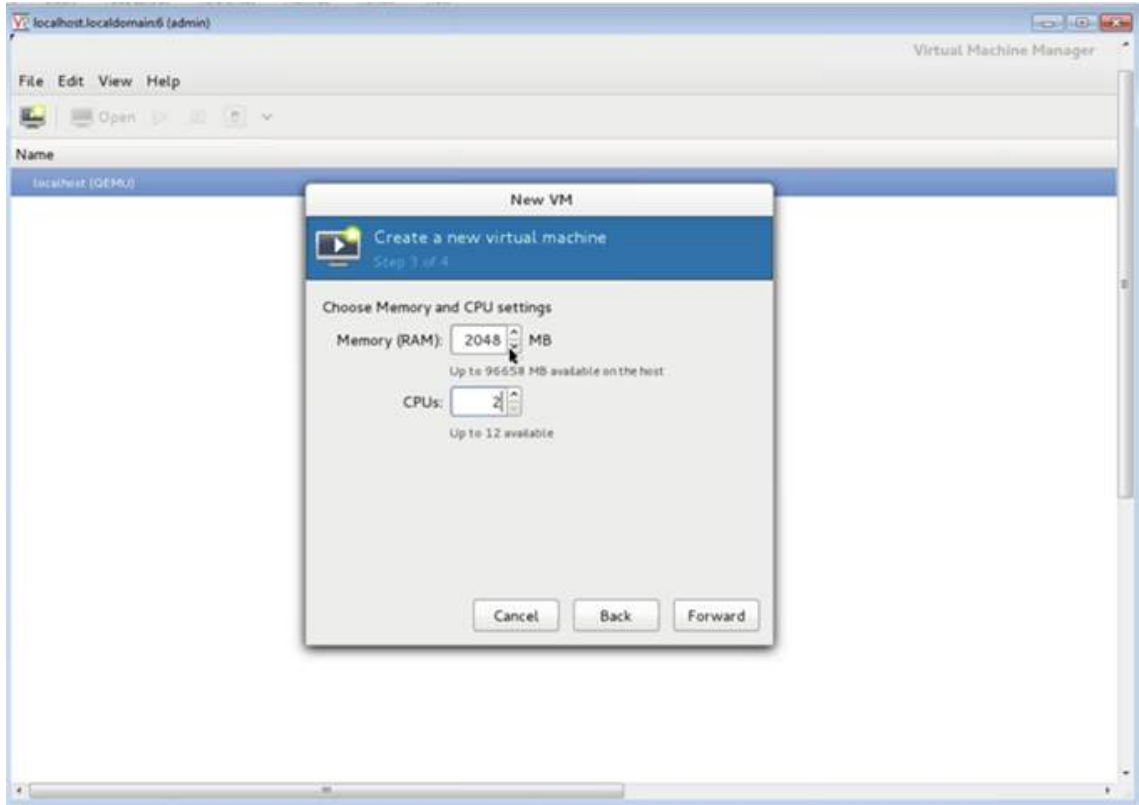 localhost.localdomain:6 (admin)
Virtual Machine Manager
File Edit View Help
Open
Name
localhost (QEMU)
New VM
Create a new virtual machine
Step 3 of 4
Choose Memory and CPU settings
Memory (RAM): 2048 MB
Up to 96658 MB available on the host
CPUs: 2
Up to 12 available
Cancel Back Forward